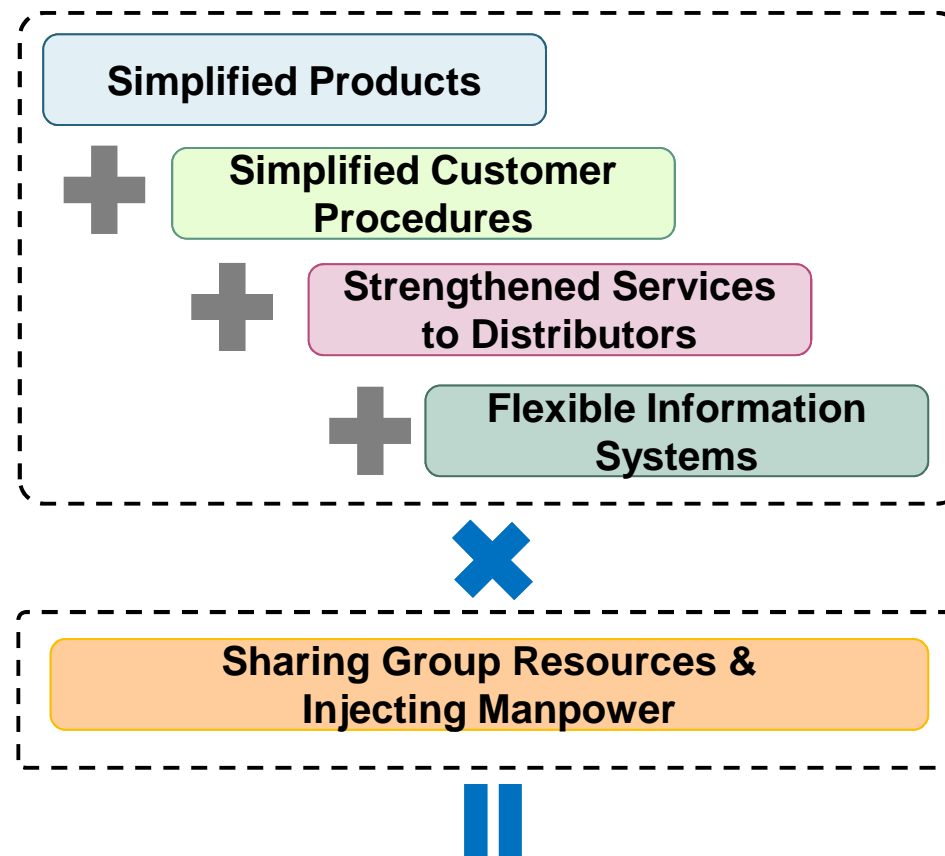 Simplified Products
Simplified Customer
Procedures
Strengthened Services
to Distributors
Flexible Information
Systems
Sharing Group Resources &
Injecting Manpower